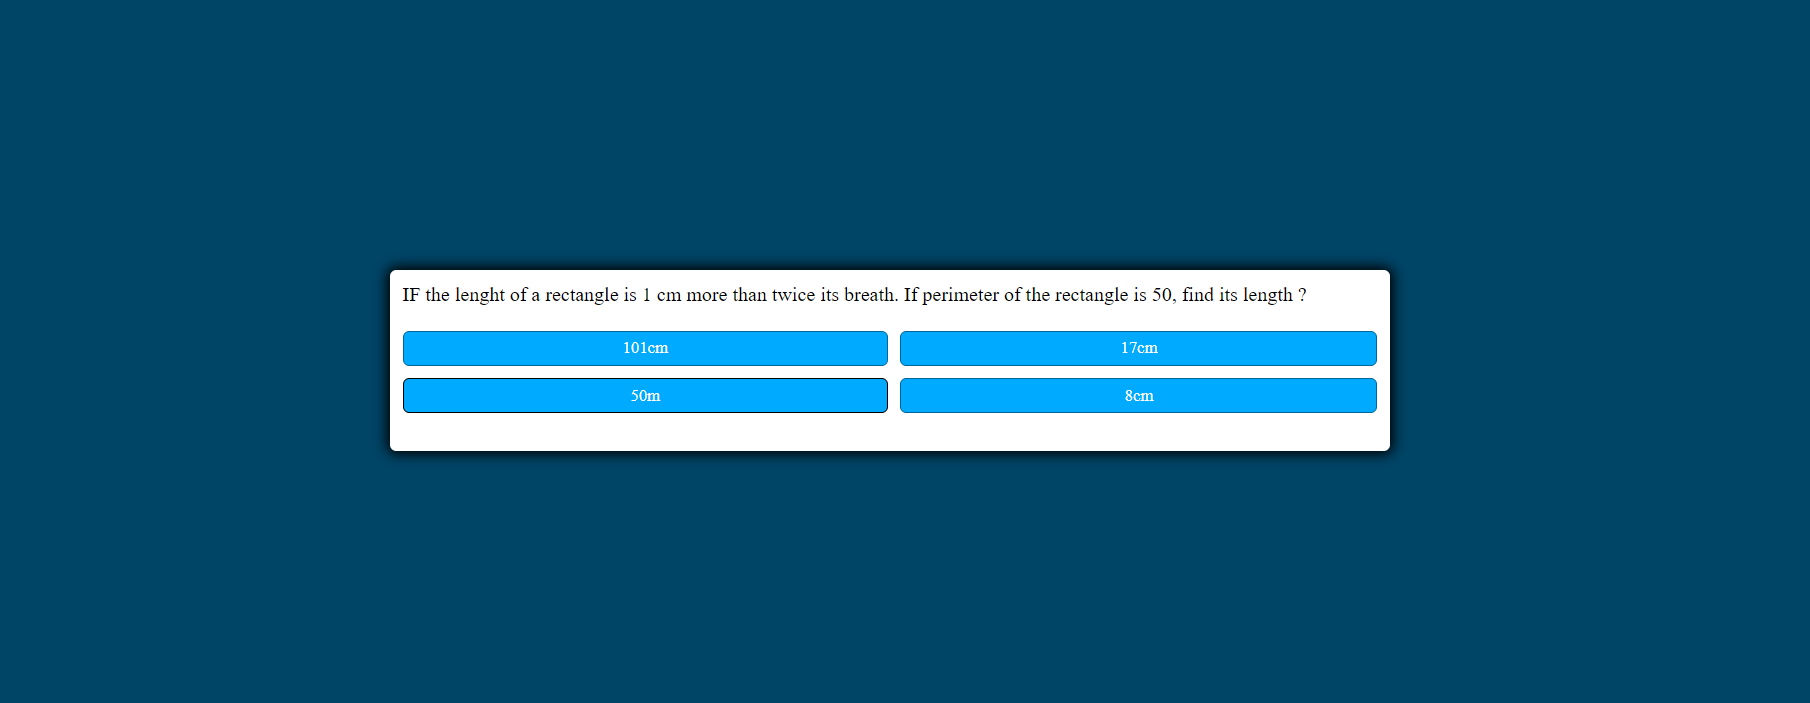 IF the lenght of a rectangle is 1 cm more than twice its breath. If perimeter of the rectangle is 50, find its length ?
101cm
17cm
50m
8cm